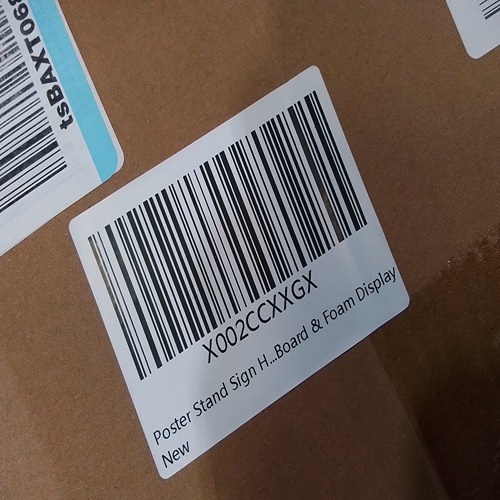 tsBAXT06
X002CCXXGX
Poster Stand Sign H...Board & Foam Display
New